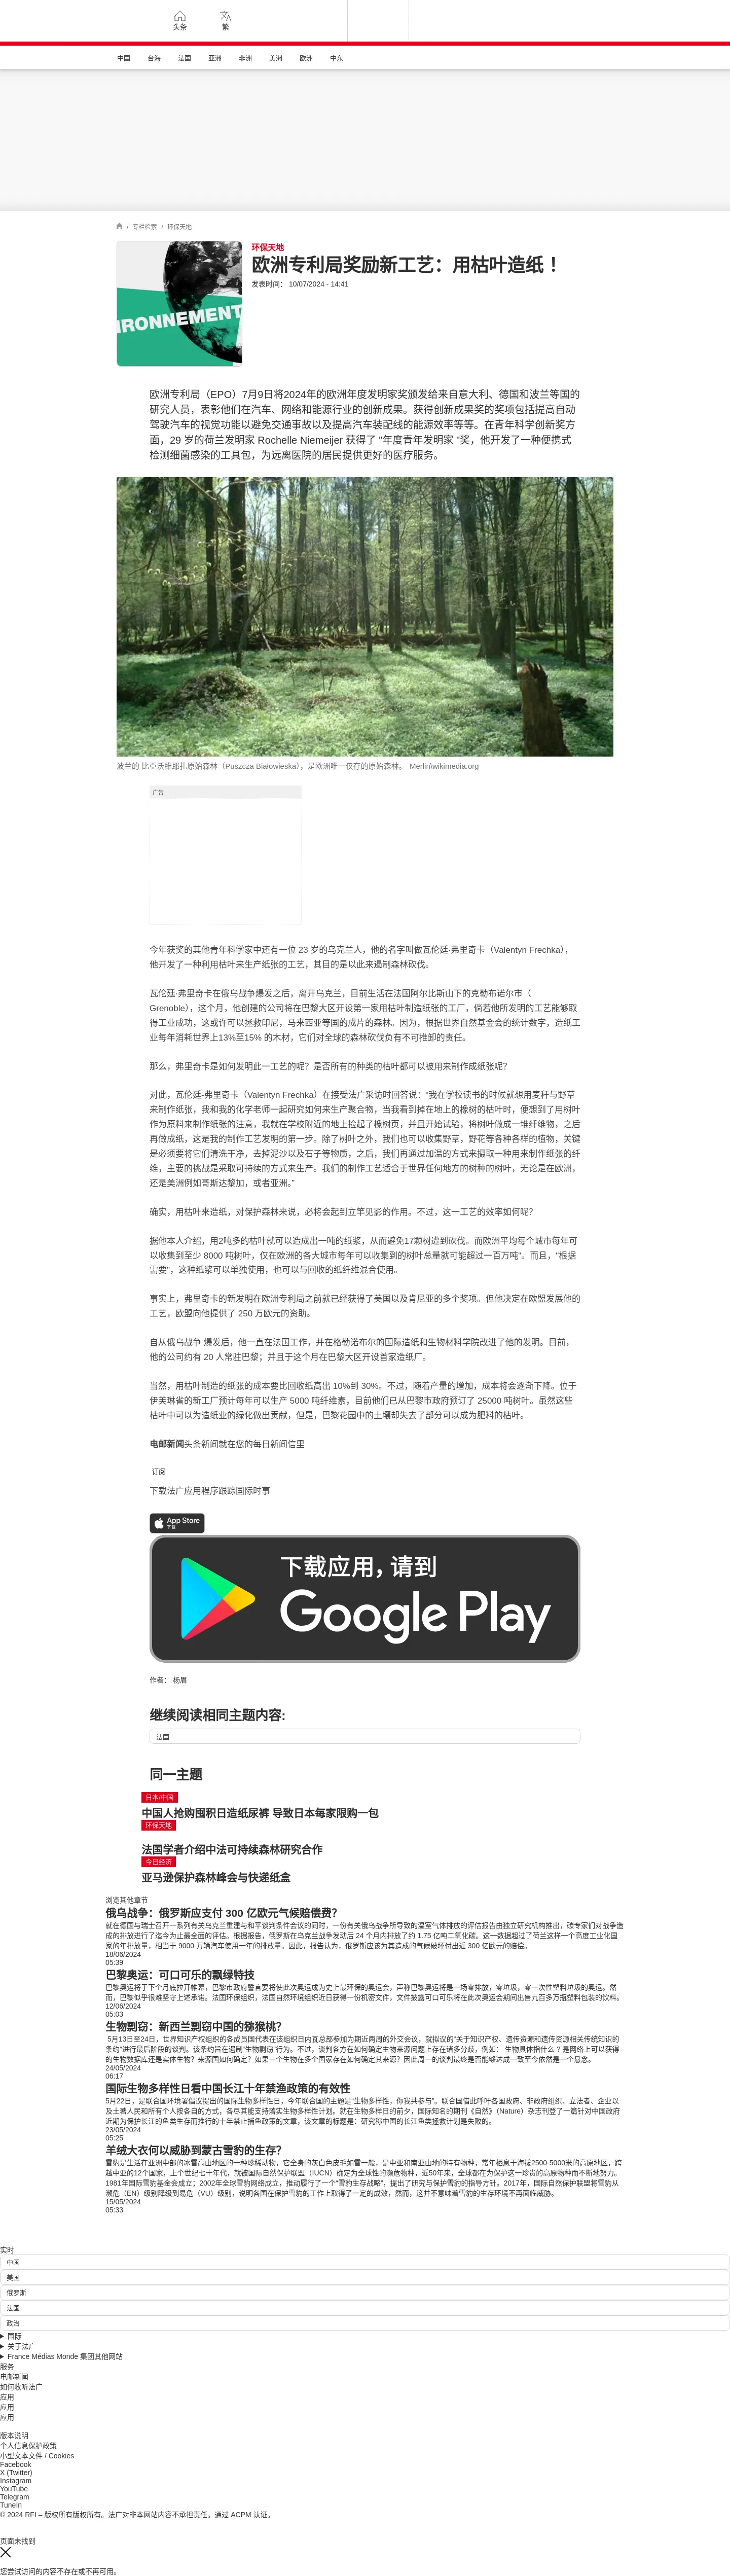 头条
繁
中国
台海
法国
亚洲
非洲
美洲
欧洲
中东
/ 专栏检索 / 环保天地
RONNEMENT
环保天地
欧洲专利局奖励新工艺：用枯叶造纸！
发表时间： 10/07/2024 - 14:41
欧洲专利局（EPO）7月9日将2024年的欧洲年度发明家奖颁发给来自意大利、德国和波兰等国的
研究人员，表彰他们在汽车、网络和能源行业的创新成果。获得创新成果奖的奖项包括提高自动
驾驶汽车的视觉功能以避免交通事故以及提高汽车装配线的能源效率等等。在青年科学创新奖方
面，29 岁的荷兰发明家 Rochelle Niemeijer 获得了 "年度青年发明家 "奖，他开发了一种便携式
检测细菌感染的工具包，为远离医院的居民提供更好的医疗服务。
波兰的 比亞沃維耶扎原始森林（Puszcza Białowieska），是欧洲唯一仅存的原始森林。 Merlin\wikimedia.org
广告
今年获奖的其他青年科学家中还有一位 23 岁的乌克兰人，他的名字叫做瓦伦廷·弗里奇卡（Valentyn Frechka），
他开发了一种利用枯叶来生产纸张的工艺，其目的是以此来遏制森林砍伐。
瓦伦廷·弗里奇卡在俄乌战争爆发之后，离开乌克兰，目前生活在法国阿尔比斯山下的克勒布诺尔市（
Grenoble），这个月，他创建的公司将在巴黎大区开设第一家用枯叶制造纸张的工厂，倘若他所发明的工艺能够取
得工业成功，这或许可以拯救印尼，马来西亚等国的成片的森林。因为，根据世界自然基金会的统计数字，造纸工
业每年消耗世界上13%至15% 的木材，它们对全球的森林砍伐负有不可推卸的责任。
那么，弗里奇卡是如何发明此一工艺的呢？是否所有的种类的枯叶都可以被用来制作成纸张呢？
对此，瓦伦廷-弗里奇卡（Valentyn Frechka）在接受法广采访时回答说：“我在学校读书的时候就想用麦秆与野草
来制作纸张，我和我的化学老师一起研究如何来生产聚合物，当我看到掉在地上的橡树的枯叶时，便想到了用树叶
作为原料来制作纸张的注意，我就在学校附近的地上捡起了橡树页，并且开始试验，将树叶做成一堆纤维物，之后
再做成纸，这是我的制作工艺发明的第一步。除了树叶之外，我们也可以收集野草，野花等各种各样的植物，关键
是必须要将它们清洗干净，去掉泥沙以及石子等物质，之后，我们再通过加温的方式来摄取一种用来制作纸张的纤
维，主要的挑战是采取可持续的方式来生产。我们的制作工艺适合于世界任何地方的树种的树叶，无论是在欧洲，
还是美洲例如哥斯达黎加，或者亚洲。”
确实，用枯叶来造纸，对保护森林来说，必将会起到立竿见影的作用。不过，这一工艺的效率如何呢？
据他本人介绍，用2吨多的枯叶就可以造成出一吨的纸浆，从而避免17颗树遭到砍伐。而欧洲平均每个城市每年可
以收集到至少 8000 吨树叶，仅在欧洲的各大城市每年可以收集到的树叶总量就可能超过一百万吨"。而且，"根据
需要"，这种纸浆可以单独使用，也可以与回收的纸纤维混合使用。
事实上，弗里奇卡的新发明在欧洲专利局之前就已经获得了美国以及肯尼亚的多个奖项。但他决定在欧盟发展他的
工艺，欧盟向他提供了 250 万欧元的资助。
自从俄乌战争 爆发后，他一直在法国工作，并在格勒诺布尔的国际造纸和生物材料学院改进了他的发明。目前，
他的公司约有 20 人常驻巴黎；并且于这个月在巴黎大区开设首家造纸厂。
当然，用枯叶制造的纸张的成本要比回收纸高出 10%到 30%。不过，随着产量的增加，成本将会逐渐下降。位于
伊芙琳省的新工厂预计每年可以生产 5000 吨纤维素，目前他们已从巴黎市政府预订了 25000 吨树叶。虽然这些
枯叶中可以为造纸业的绿化做出贡献，但是，巴黎花园中的土壤却失去了部分可以成为肥料的枯叶。
电邮新闻头条新闻就在您的每日新闻信里
订阅
下载法广应用程序跟踪国际时事
App Store
下载
下载应用，请到
Google Play
作者： 杨眉
继续阅读相同主题内容:
法国
同一主题
日本/中国
中国人抢购囤积日造纸尿裤 导致日本每家限购一包
环保天地
法国学者介绍中法可持续森林研究合作
今日经济
亚马逊保护森林峰会与快递纸盒
浏览其他章节
俄乌战争：俄罗斯应支付 300 亿欧元气候赔偿费？
就在德国与瑞士召开一系列有关乌克兰重建与和平谈判条件会议的同时，一份有关俄乌战争所导致的温室气体排放的评估报告由独立研究机构推出，碳专家们对战争造
成的排放进行了迄今为止最全面的评估。根据报告，俄罗斯在乌克兰战争发动后 24 个月内排放了约 1.75 亿吨二氧化碳。这一数据超过了荷兰这样一个高度工业化国
家的年排放量，相当于 9000 万辆汽车使用一年的排放量。因此，报告认为，俄罗斯应该为其造成的气候破坏付出近 300 亿欧元的赔偿。
18/06/2024
05:39
巴黎奥运：可口可乐的飘绿特技
巴黎奥运将于下个月底拉开帷幕，巴黎市政府誓言要将使此次奥运成为史上最环保的奥运会，声称巴黎奥运将是一场零排放，零垃圾，零一次性塑料垃圾的奥运。然
而，巴黎似乎很难坚守上述承诺。法国环保组织，法国自然环境组织近日获得一份机密文件，文件披露可口可乐将在此次奥运会期间出售九百多万瓶塑料包装的饮料。
12/06/2024
05:03
生物剽窃：新西兰剽窃中国的猕猴桃？
5月13日至24日，世界知识产权组织的各成员国代表在该组织日内瓦总部参加为期近两周的外交会议，就拟议的“关于知识产权、遗传资源和遗传资源相关传统知识的
条约”进行最后阶段的谈判。该条约旨在遏制“生物剽窃”行为。不过，谈判各方在如何确定生物来源问题上存在诸多分歧，例如： 生物具体指什么？是网络上可以获得
的生物数据库还是实体生物？来源国如何确定？如果一个生物在多个国家存在如何确定其来源？因此周一的谈判最终是否能够达成一致至今依然是一个悬念。
24/05/2024
06:17
国际生物多样性日看中国长江十年禁渔政策的有效性
5月22日，是联合国环境署倡议提出的国际生物多样性日，今年联合国的主题是“生物多样性，你我共参与”。联合国借此呼吁各国政府、非政府组织、立法者、企业以
及土著人民和所有个人按各自的方式，各尽其能支持落实生物多样性计划。就在生物多样日的前夕，国际知名的期刊《自然》（Nature）杂志刊登了一篇针对中国政府
近期为保护长江的鱼类生存而推行的十年禁止捕鱼政策的文章，该文章的标题是：研究称中国的长江鱼类拯救计划是失败的。
23/05/2024
05:25
羊绒大衣何以威胁到蒙古雪豹的生存？
雪豹是生活在亚洲中部的冰雪高山地区的一种珍稀动物，它全身的灰白色皮毛如雪一般，是中亚和南亚山地的特有物种，常年栖息于海拔2500-5000米的高原地区，跨
越中亚的12个国家，上个世纪七十年代，就被国际自然保护联盟（IUCN）确定为全球性的濒危物种，近50年来，全球都在为保护这一珍贵的高原物种而不断地努力。
1981年国际雪豹基金会成立；2002年全球雪豹网络成立，推动履行了一个“雪豹生存战略”，提出了研究与保护雪豹的指导方针。2017年，国际自然保护联盟将雪豹从
濒危（EN）级别降级到易危（VU）级别，说明各国在保护雪豹的工作上取得了一定的成效，然而，这并不意味着雪豹的生存环境不再面临威胁。
15/05/2024
05:33
实时
中国
美国
俄罗斯
法国
政治
国际
关于法广
France Médias Monde 集团其他网站
服务
电邮新闻
如何收听法广
应用
应用
应用
版本说明
个人信息保护政策
小型文本文件 / Cookies
Facebook
X (Twitter)
Instagram
YouTube
Telegram
TuneIn
© 2024 RFI – 版权所有版权所有。法广对非本网站内容不承担责任。通过 ACPM 认证。
页面未找到
您尝试访问的内容不存在或不再可用。